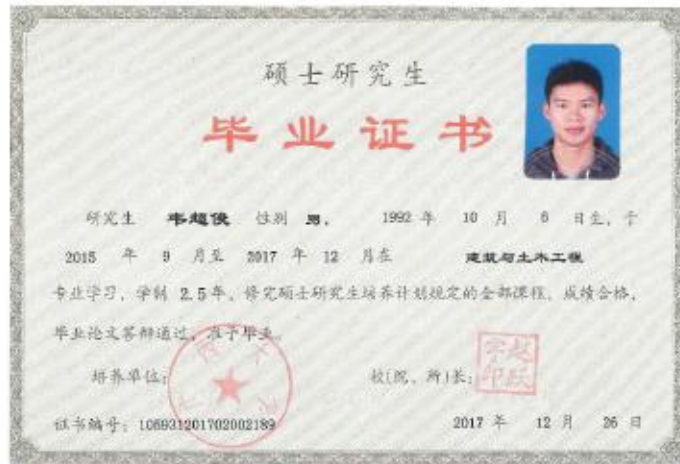 硕士研究生
毕业证书
研究生 韦超俊 性别 男, 1992 年 10 月 6 日生, 于
2015 年 9 月至 2017 年 12 月在 建筑与土木工程
专业学习, 学制 2.5年, 修完硕士研究生培养计划规定的全部课程, 成绩合格,
毕业论文答辩通过, 准予毕业。
培养单位: 校(院、所)长:
证书编号: 105931201702002189 2017 年 12 月 26 日